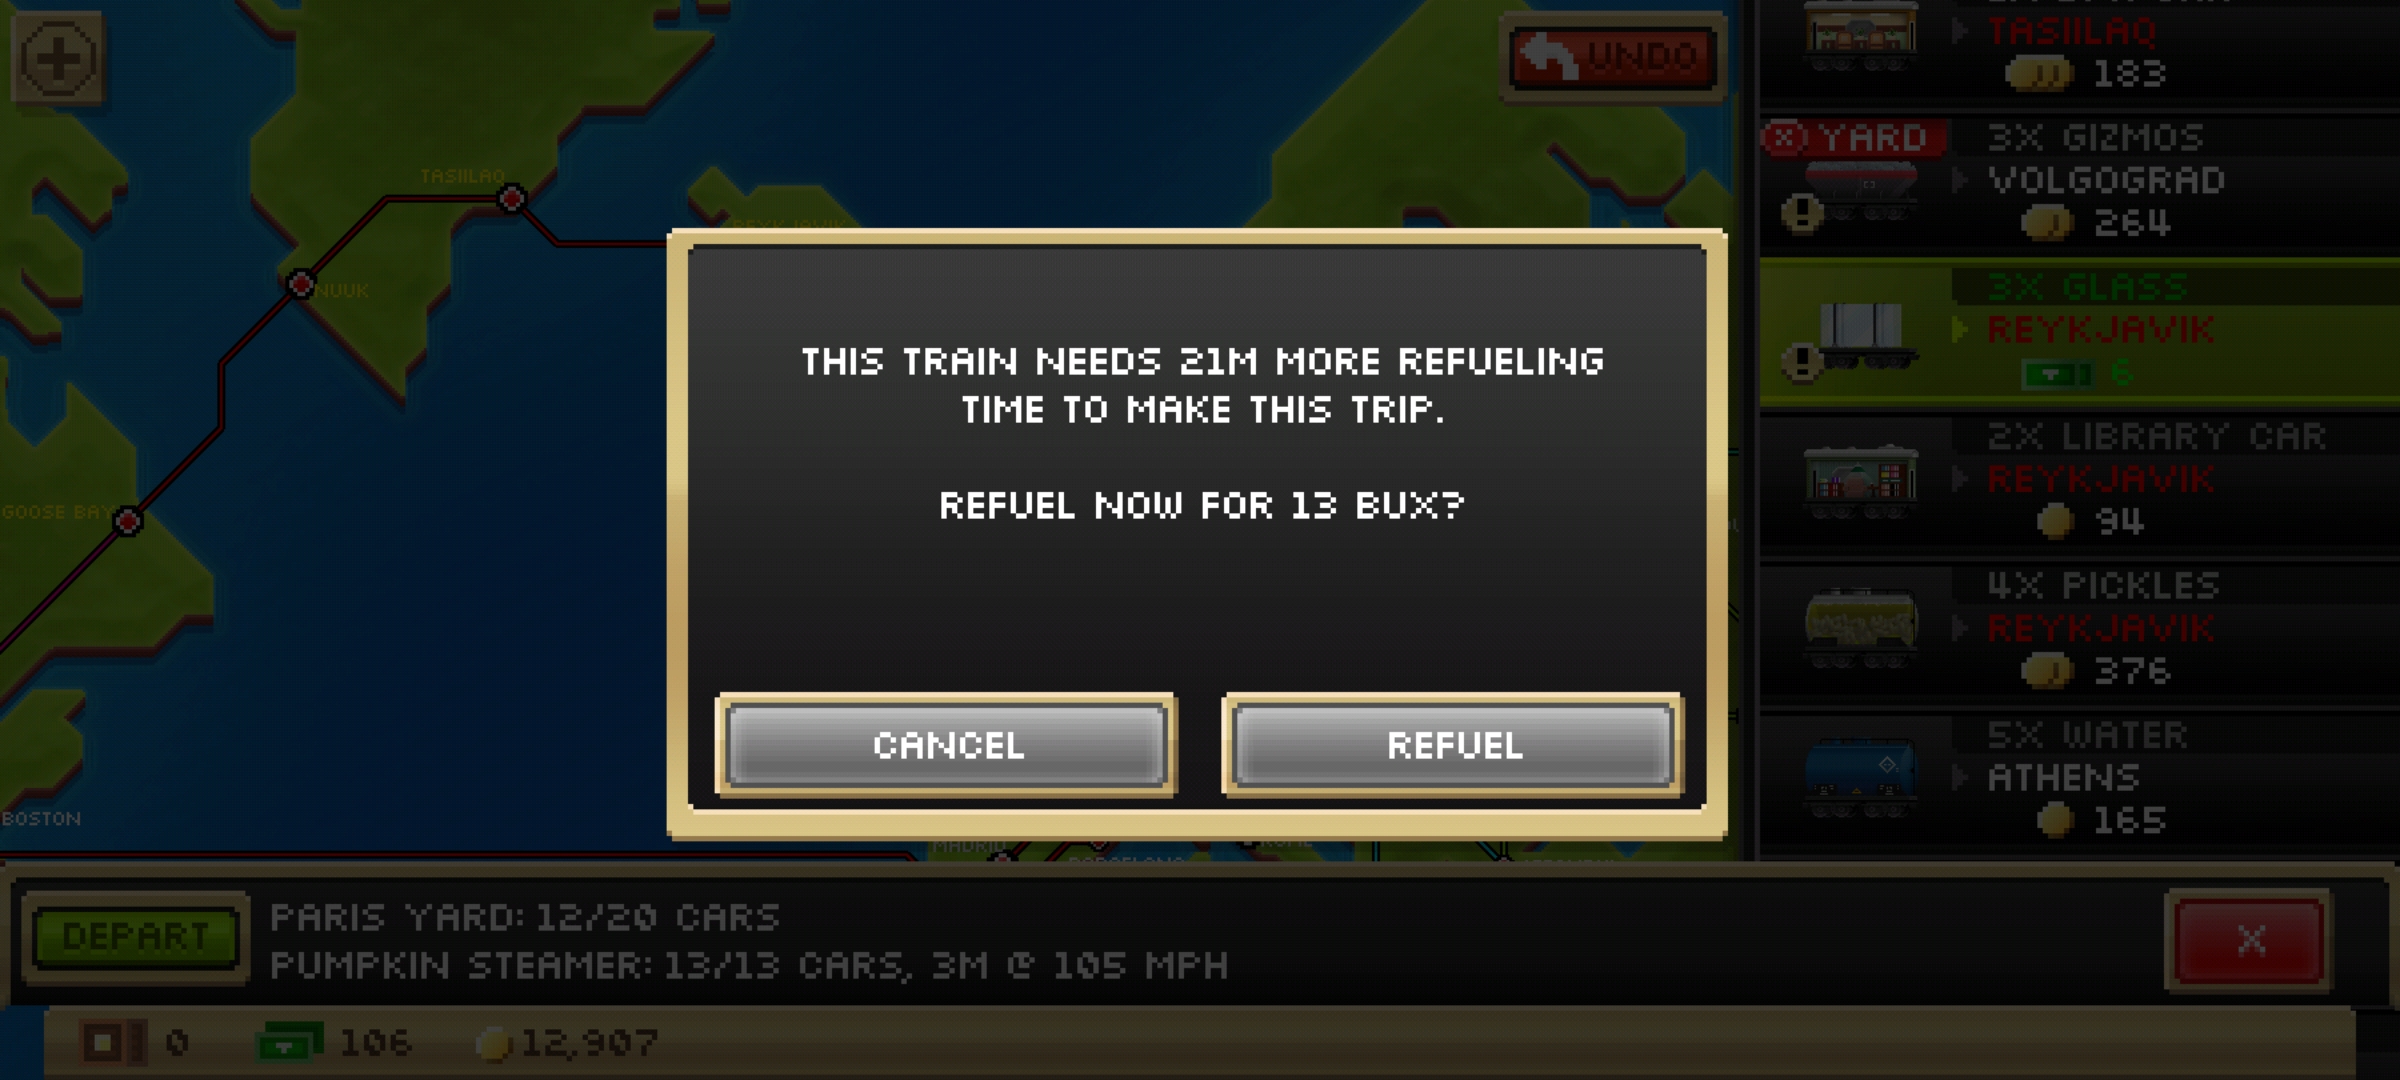 UNDO
TASIILAQ
183
TASIILAQ
REYKJAVIK
NUUK
GOOSE BAY
BOSTON
YARD
3X GIZMOS
VOLGOGRAD
264
3X GLASS
REYKJAVIK
6
2X LIBRARY CAR
REYKJAVIK
94
4X PICKLES
REYKJAVIK
376
5X WATER
ATHENS
165
THIS TRAIN NEEDS 21M MORE REFUELING
TIME TO MAKE THIS TRIP.
REFUEL NOW FOR 13 BUX?
CANCEL
REFUEL
MADRID
BARCELONA
ROME
DEPART
PARIS YARD: 12/20 CARS
PUMPKIN STEAMER: 13/13 CARS, 3M @ 105 MPH
X
0
106
12,907